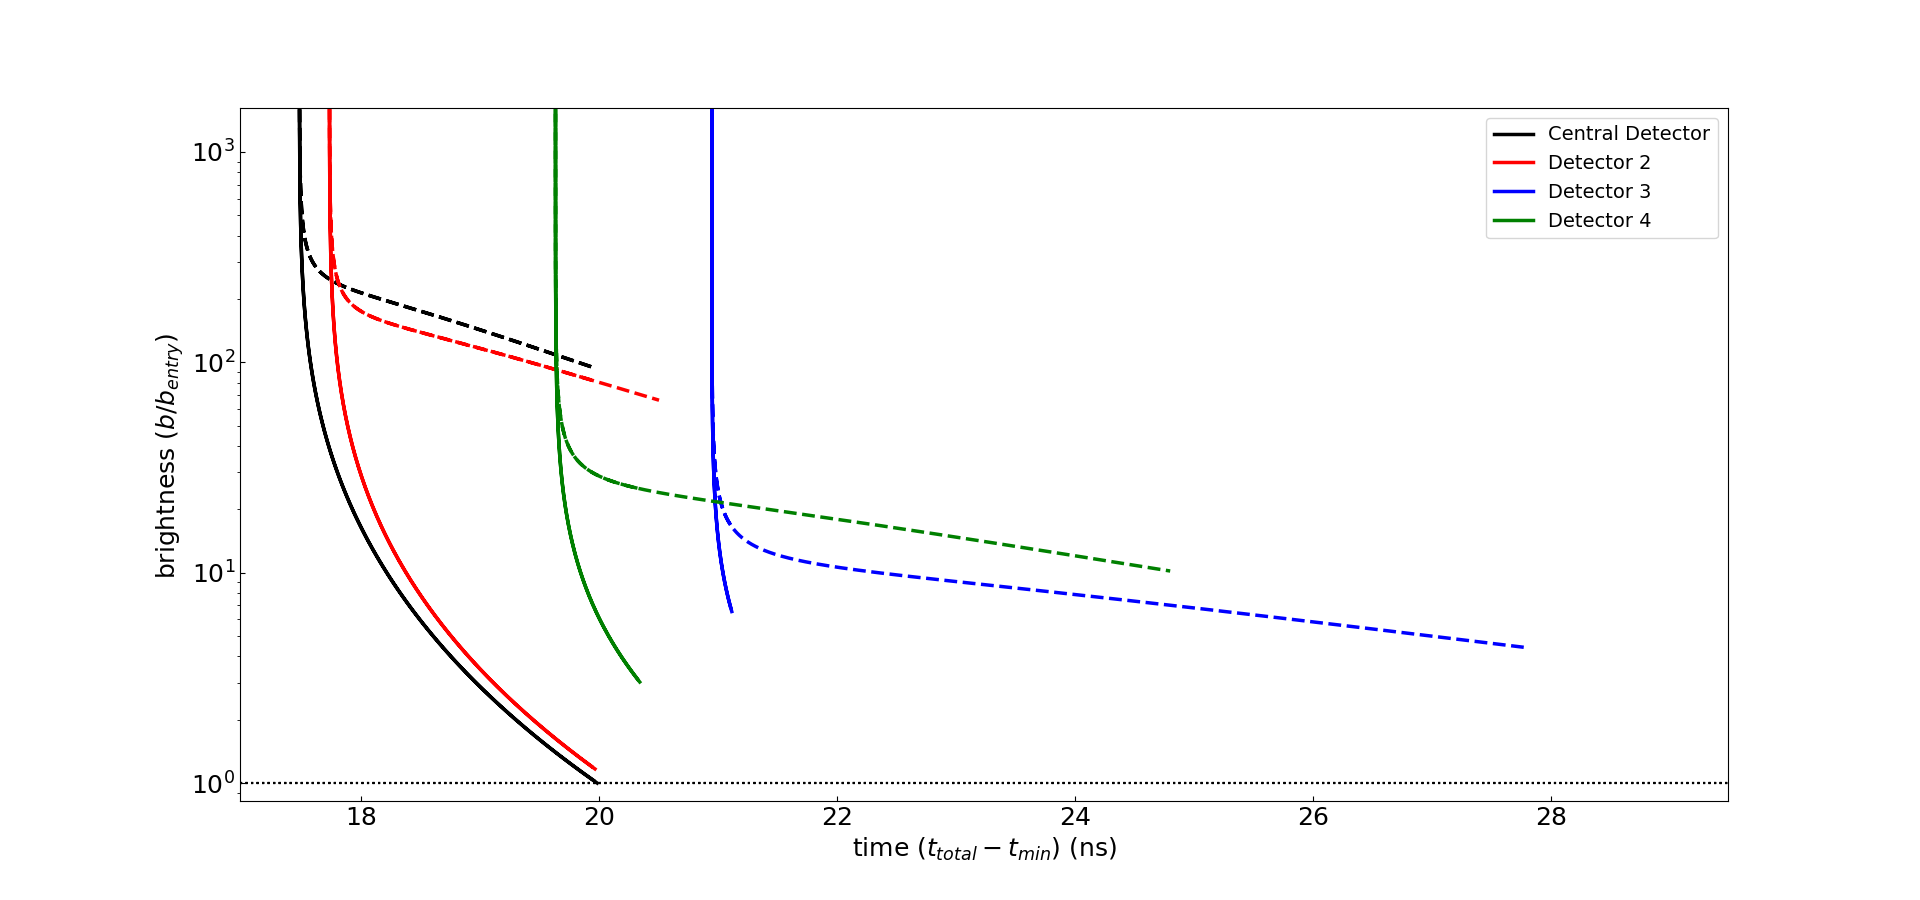 10³
10²
10¹
10⁰
brightness (b/b_entry)
18 20 22 24 26 28
time (t_total − t_min) (ns)
Central Detector
Detector 2
Detector 3
Detector 4